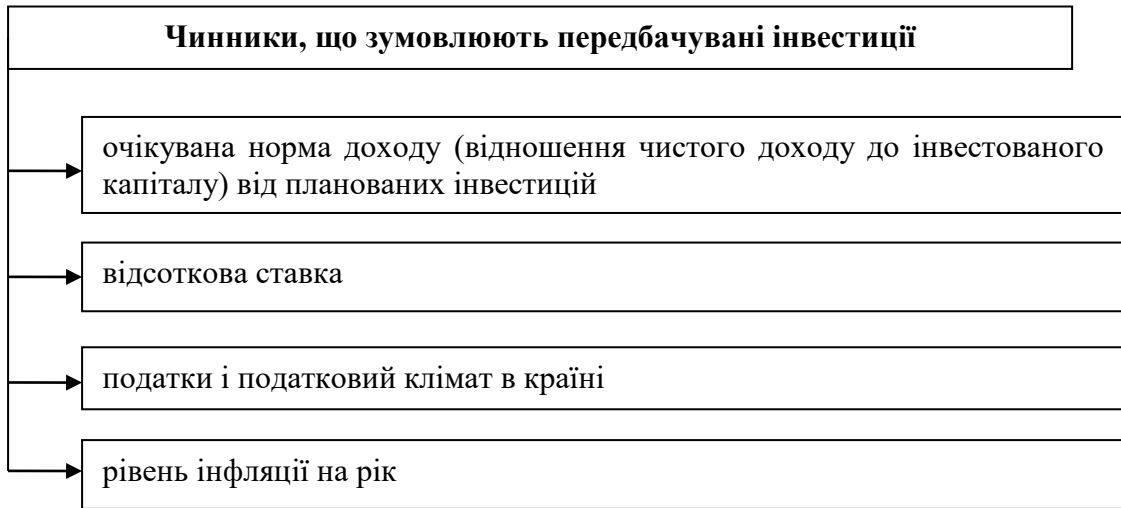 Чинники, що зумовлюють передбачувані інвестиції
очікувана норма доходу (відношення чистого доходу до інвестованого
капіталу) від планованих інвестицій
відсоткова ставка
податки і податковий клімат в країні
рівень інфляції на рік